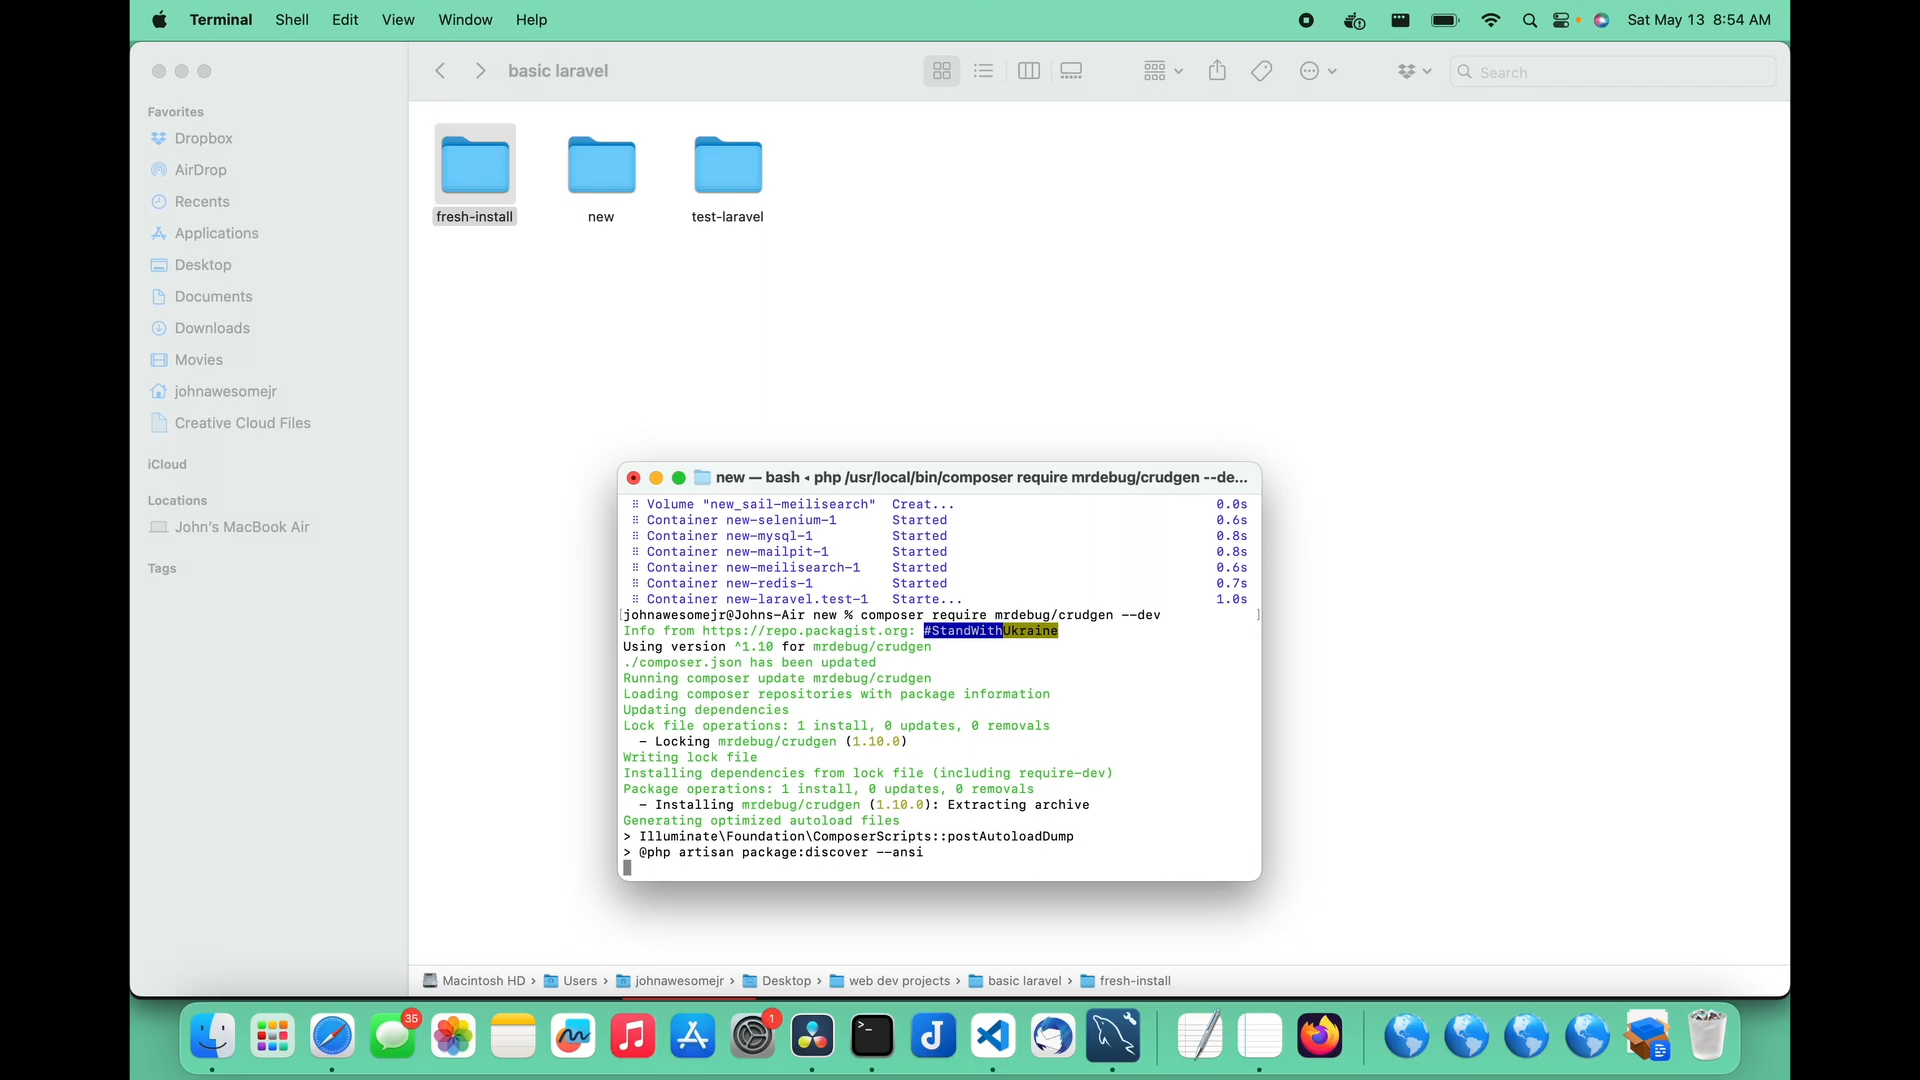 Terminal Shell Edit View Window Help
Sat May 13 8:54 AM
basic laravel
Search
Favorites
Dropbox
AirDrop
Recents
Applications
Desktop
Documents
Downloads
Movies
johnawesomejr
Creative Cloud Files
iCloud
Locations
John's MacBook Air
Tags
fresh-install
new
test-laravel
new — bash ◂ php /usr/local/bin/composer require mrdebug/crudgen --de...
⠿ Volume "new_sail-meilisearch" Creat... 0.0s
⠿ Container new-selenium-1 Started 0.6s
⠿ Container new-mysql-1 Started 0.8s
⠿ Container new-mailpit-1 Started 0.8s
⠿ Container new-meilisearch-1 Started 0.6s
⠿ Container new-redis-1 Started 0.7s
⠿ Container new-laravel.test-1 Starte... 1.0s
[johnawesomejr@Johns-Air new % composer require mrdebug/crudgen --dev ]
Info from https://repo.packagist.org: #StandWithUkraine
Using version ^1.10 for mrdebug/crudgen
./composer.json has been updated
Running composer update mrdebug/crudgen
Loading composer repositories with package information
Updating dependencies
Lock file operations: 1 install, 0 updates, 0 removals
- Locking mrdebug/crudgen (1.10.0)
Writing lock file
Installing dependencies from lock file (including require-dev)
Package operations: 1 install, 0 updates, 0 removals
- Installing mrdebug/crudgen (1.10.0): Extracting archive
Generating optimized autoload files
> Illuminate\Foundation\ComposerScripts::postAutoloadDump
> @php artisan package:discover --ansi
Macintosh HD › Users › johnawesomejr › Desktop › web dev projects › basic laravel › fresh-install
35
1